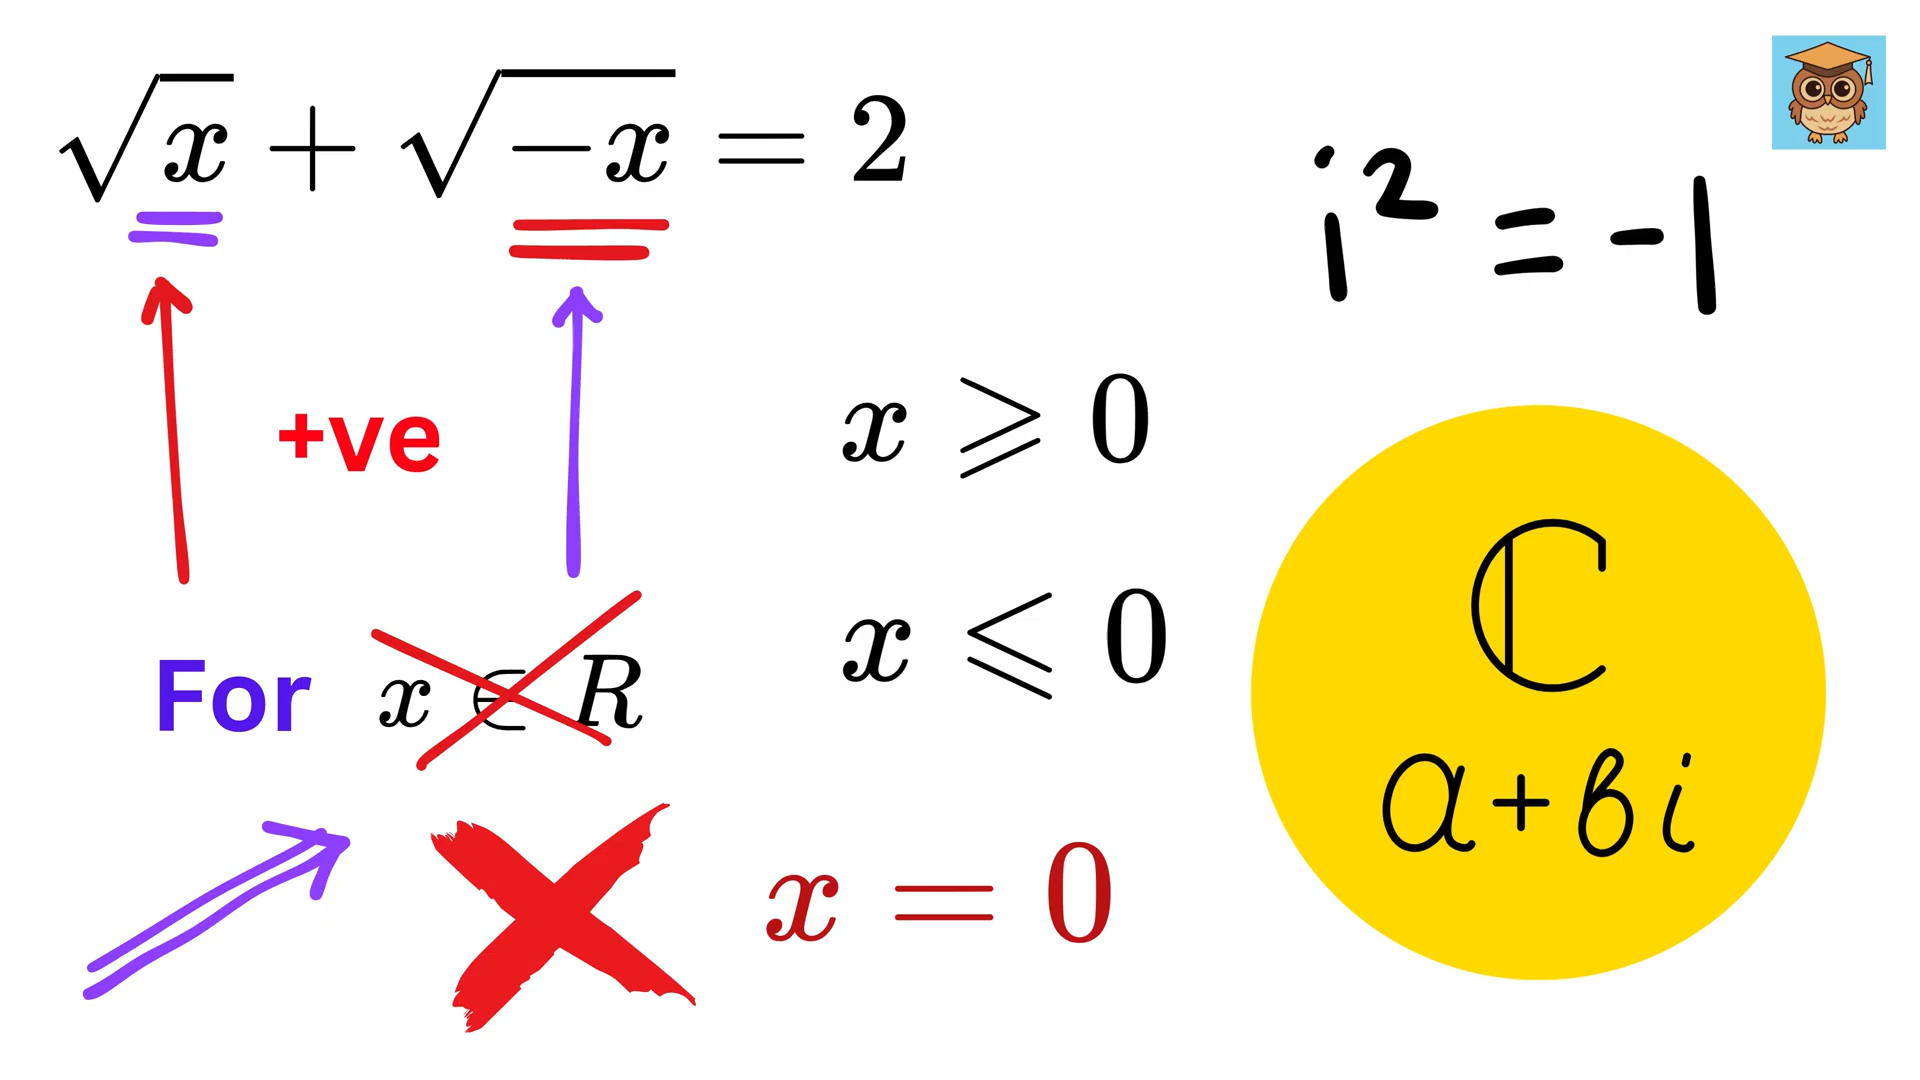 √x + √−x = 2
i² = -1
+ve
x ⩾ 0
x ⩽ 0
For x ∈ R
ℂ
a+bi
x = 0